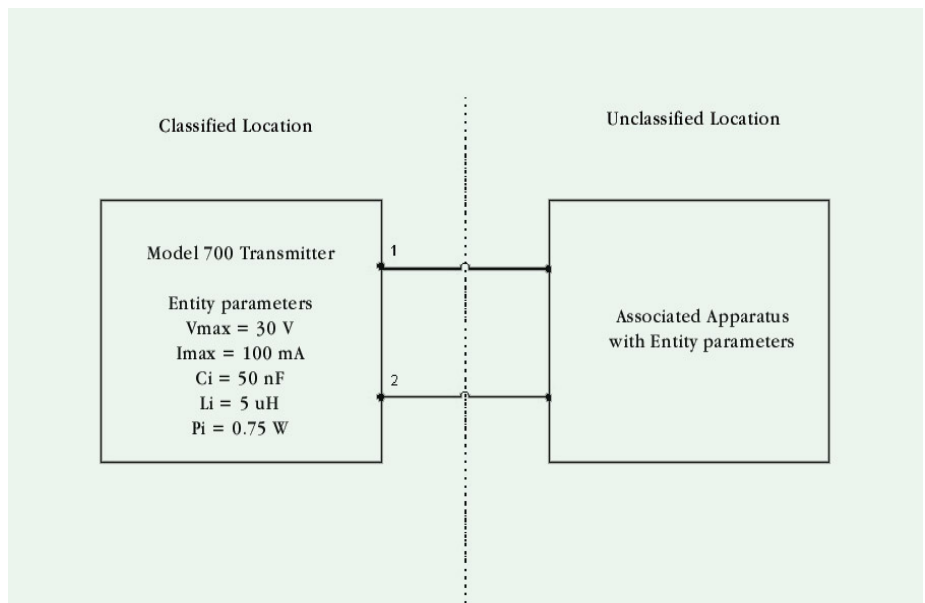 Classified Location
Unclassified Location
Model 700 Transmitter
Entity parameters
Vmax = 30 V
Imax = 100 mA
Ci = 50 nF
Li = 5 uH
Pi = 0.75 W
1
2
Associated Apparatus
with Entity parameters